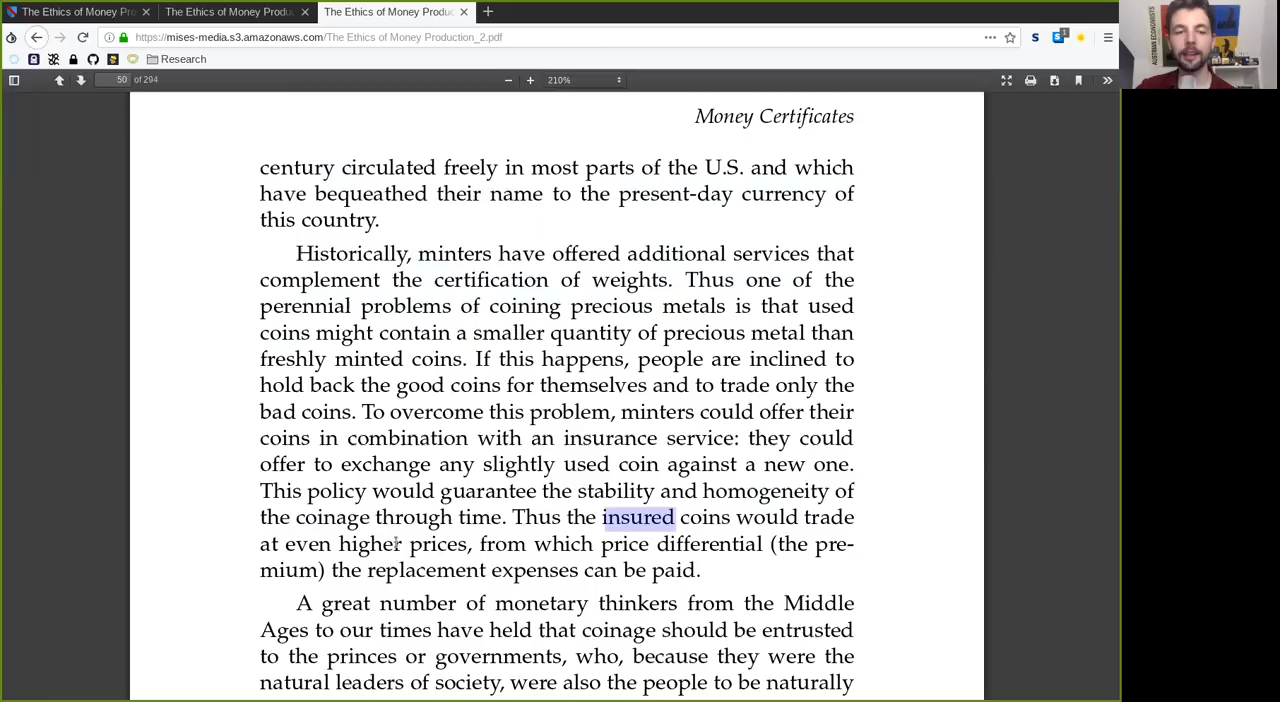 The Ethics of Money Pro
The Ethics of Money Produ
The Ethics of Money Produc
https://mises-media.s3.amazonaws.com/The Ethics of Money Production_2.pdf
S
S
1
Research
50 of 294
210%
AUSTRIAN ECONOMISTS
Money Certificates
century circulated freely in most parts of the U.S. and which
have bequeathed their name to the present-day currency of
this country.
Historically, minters have offered additional services that
complement the certification of weights. Thus one of the
perennial problems of coining precious metals is that used
coins might contain a smaller quantity of precious metal than
freshly minted coins. If this happens, people are inclined to
hold back the good coins for themselves and to trade only the
bad coins. To overcome this problem, minters could offer their
coins in combination with an insurance service: they could
offer to exchange any slightly used coin against a new one.
This policy would guarantee the stability and homogeneity of
the coinage through time. Thus the insured coins would trade
at even higher prices, from which price differential (the pre-
mium) the replacement expenses can be paid.
A great number of monetary thinkers from the Middle
Ages to our times have held that coinage should be entrusted
to the princes or governments, who, because they were the
natural leaders of society, were also the people to be naturally